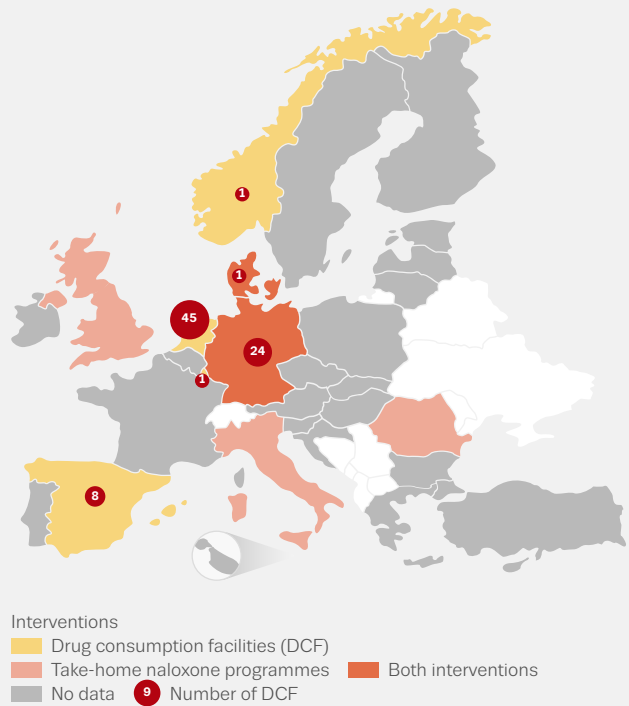 1
1
45
24
1
8
Interventions
Drug consumption facilities (DCF)
Take-home naloxone programmes Both interventions
No data 9 Number of DCF